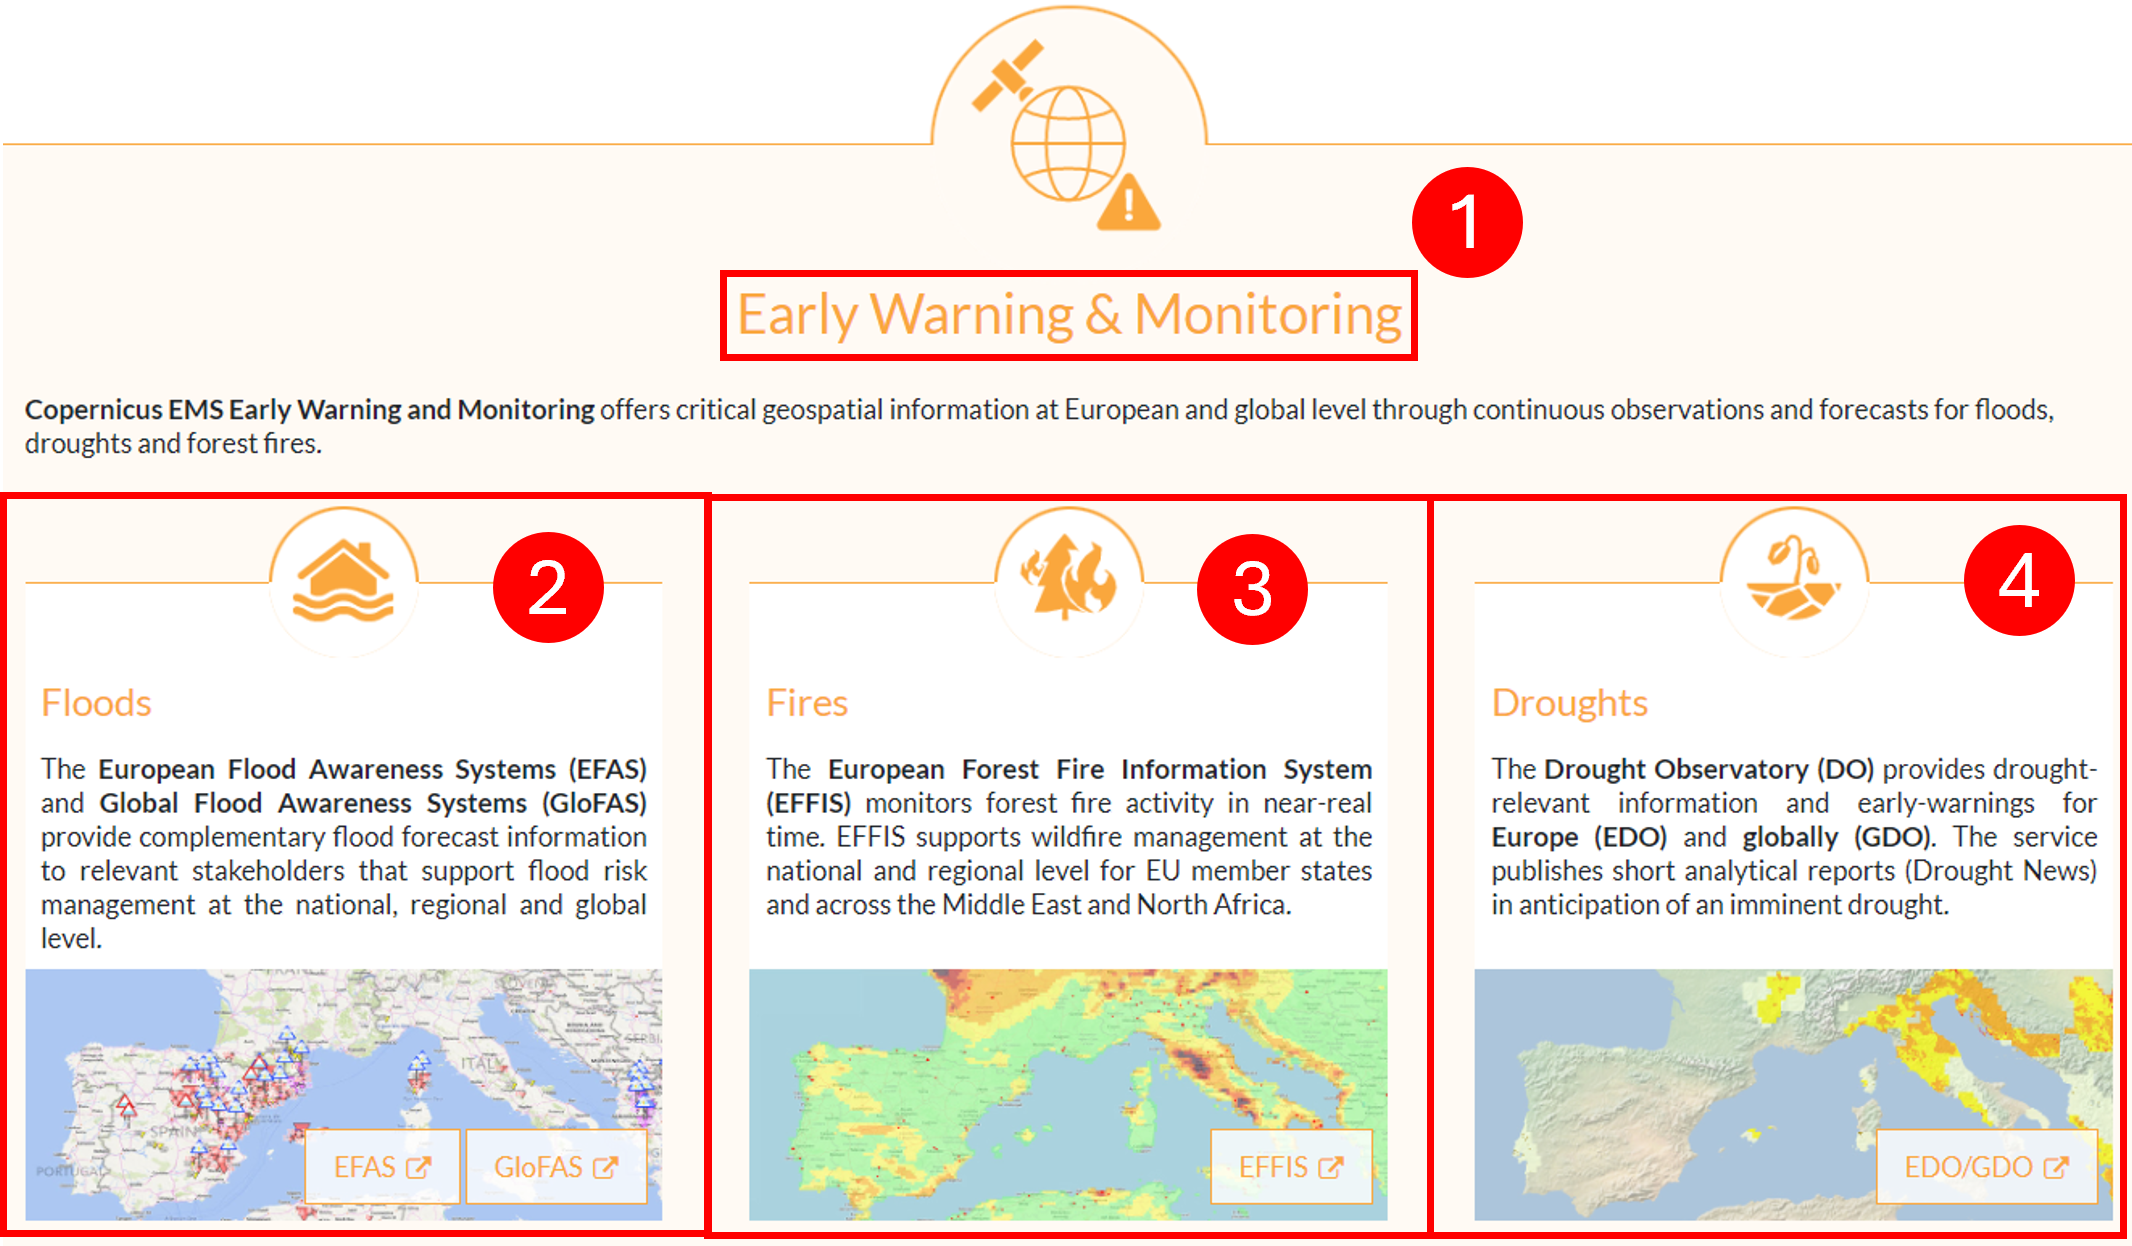 1
Early Warning & Monitoring
Copernicus EMS Early Warning and Monitoring offers critical geospatial information at European and global level through continuous observations and forecasts for floods,
droughts and forest fires.
2
Floods
The European Flood Awareness Systems (EFAS)
and Global Flood Awareness Systems (GloFAS)
provide complementary flood forecast information
to relevant stakeholders that support flood risk
management at the national, regional and global
level.
ITALY
SPAIN
PORTUGAL
EFAS
GloFAS
3
Fires
The European Forest Fire Information System
(EFFIS) monitors forest fire activity in near-real
time. EFFIS supports wildfire management at the
national and regional level for EU member states
and across the Middle East and North Africa.
EFFIS
4
Droughts
The Drought Observatory (DO) provides drought-
relevant information and early-warnings for
Europe (EDO) and globally (GDO). The service
publishes short analytical reports (Drought News)
in anticipation of an imminent drought.
EDO/GDO